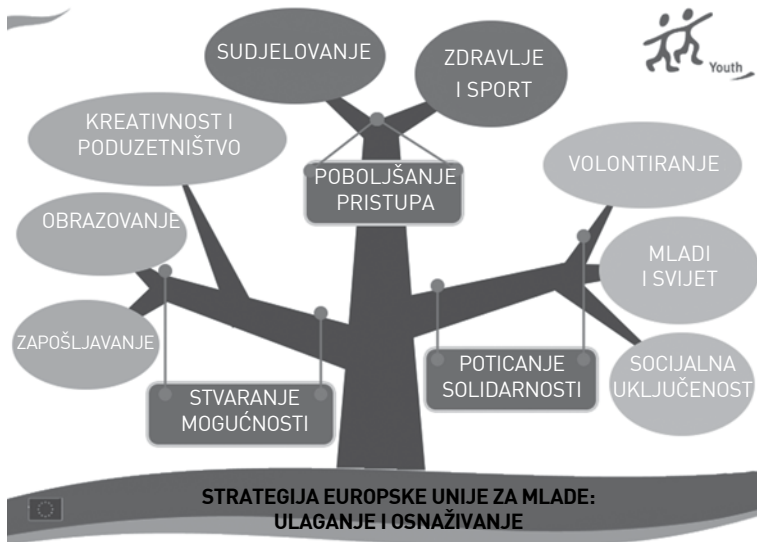 SUDJELOVANJE
ZDRAVLJE
I SPORT
Youth
KREATIVNOST I
PODUZETNIŠTVO
POBOLJŠANJE
PRISTUPA
VOLONTIRANJE
OBRAZOVANJE
MLADI
I SVIJET
ZAPOŠLJAVANJE
POTICANJE
SOLIDARNOSTI
SOCIJALNA
UKLJUČENOST
STVARANJE
MOGUĆNOSTI
STRATEGIJA EUROPSKE UNIJE ZA MLADE:
ULAGANJE I OSNAŽIVANJE